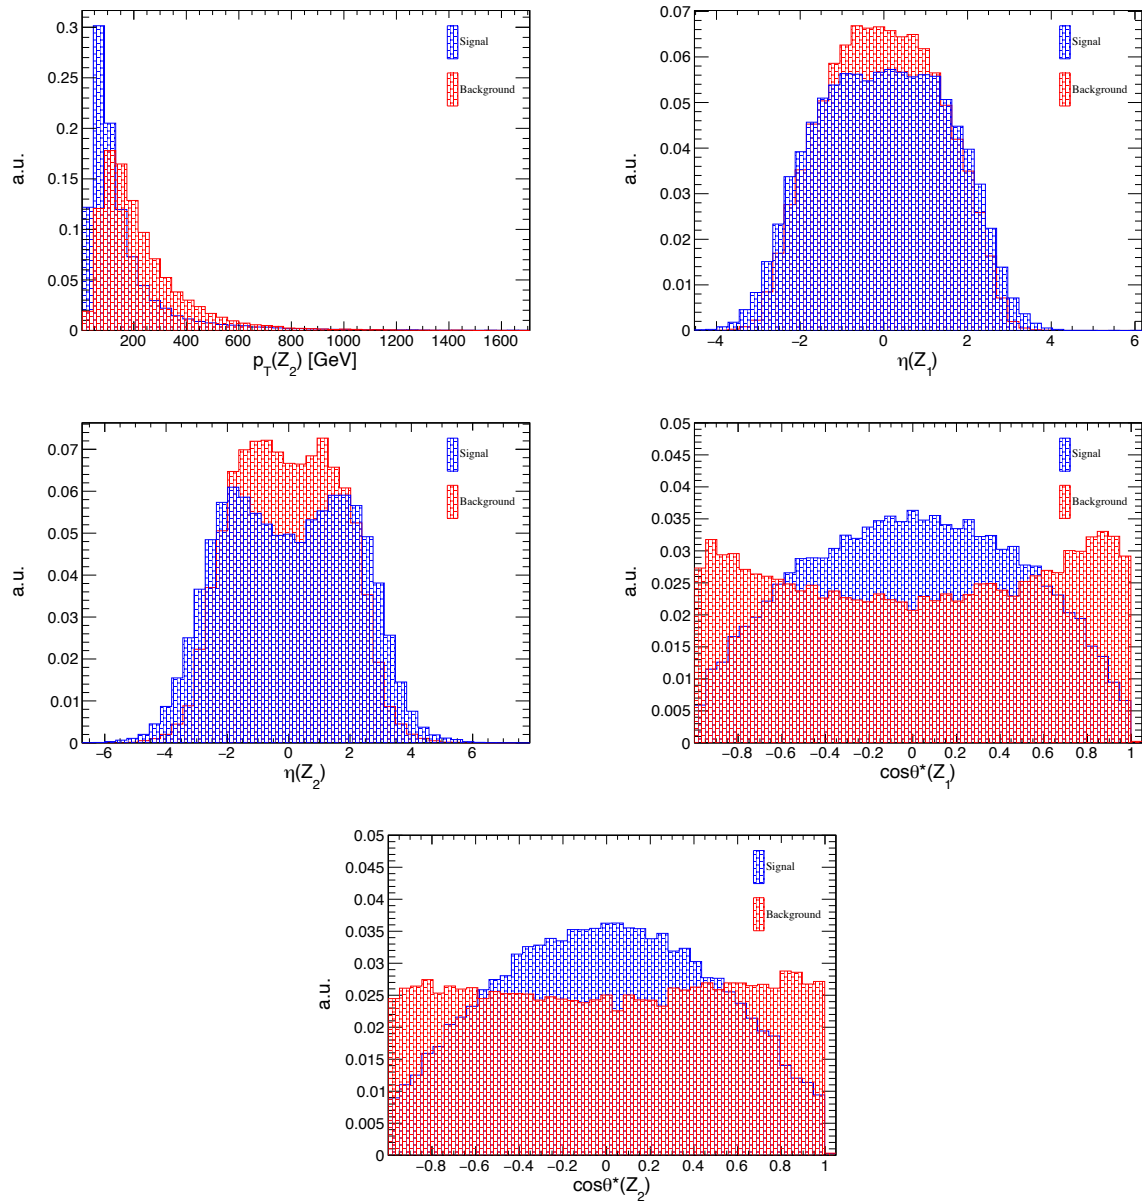 0.3
0.25
0.2
0.15
0.1
0.05
0
a.u.
Signal
Background
200 400 600 800 1000 1200 1400 1600
p_T(Z_2) [GeV]
0.07
0.06
0.05
0.04
0.03
0.02
0.01
0
a.u.
Signal
Background
−4 −2 0 2 4 6
η(Z_1)
0.07
0.06
0.05
0.04
0.03
0.02
0.01
0
a.u.
Signal
Background
−6 −4 −2 0 2 4 6
η(Z_2)
0.05
0.045
0.04
0.035
0.03
0.025
0.02
0.015
0.01
0.005
0
a.u.
Signal
Background
−0.8 −0.6 −0.4 −0.2 0 0.2 0.4 0.6 0.8 1
cosθ*(Z_1)
0.05
0.045
0.04
0.035
0.03
0.025
0.02
0.015
0.01
0.005
0
a.u.
Signal
Background
−0.8 −0.6 −0.4 −0.2 0 0.2 0.4 0.6 0.8 1
cosθ*(Z_2)